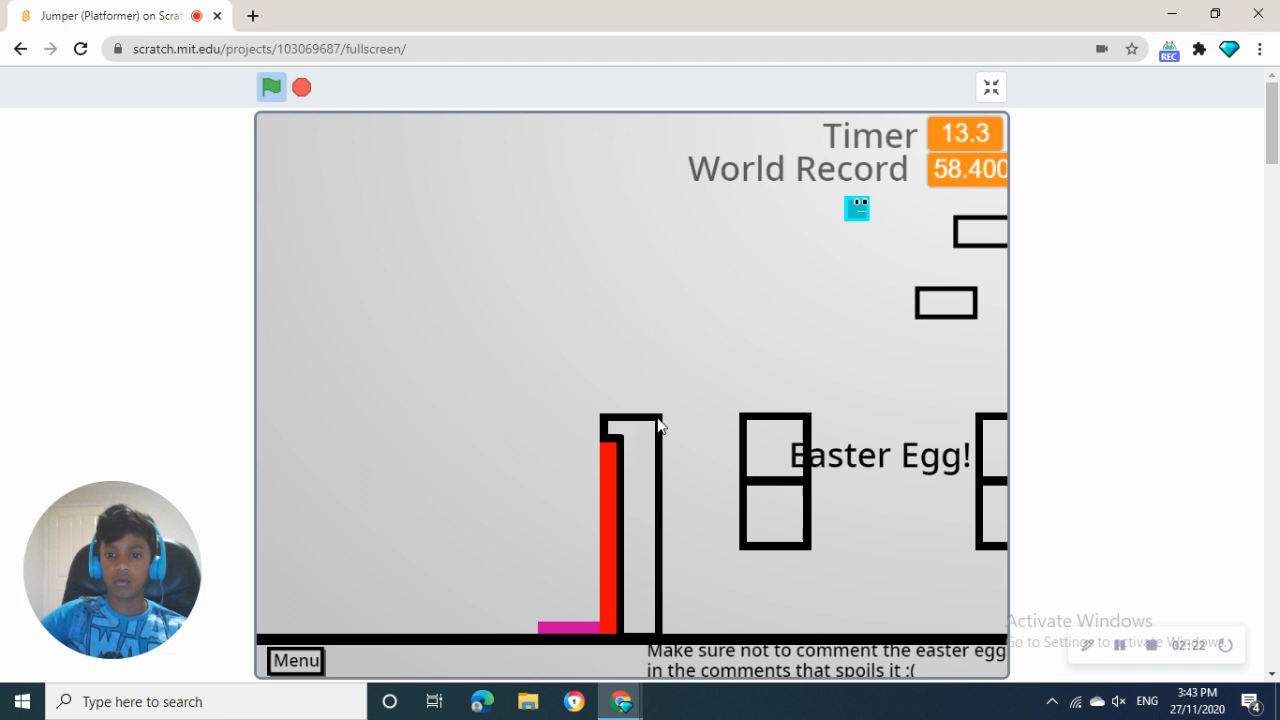 Jumper (Platformer) on Scrat
scratch.mit.edu/projects/103069687/fullscreen/
REC
Timer 13.3
World Record 58.400
Easter Egg!
Activate Windows
Go to Settings to activate Windows.
02:22
Make sure not to comment the easter egg
in the comments that spoils it :(
Menu
Type here to search
ENG
3:43 PM
27/11/2020
4